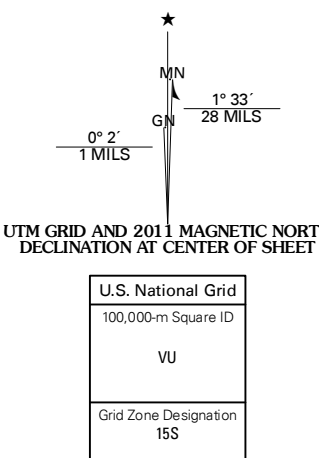 ★
MN
1° 33´
28 MILS
GN
0° 2´
1 MILS
UTM GRID AND 2011 MAGNETIC NORT
DECLINATION AT CENTER OF SHEET
U.S. National Grid
100,000-m Square ID
VU
Grid Zone Designation
15S